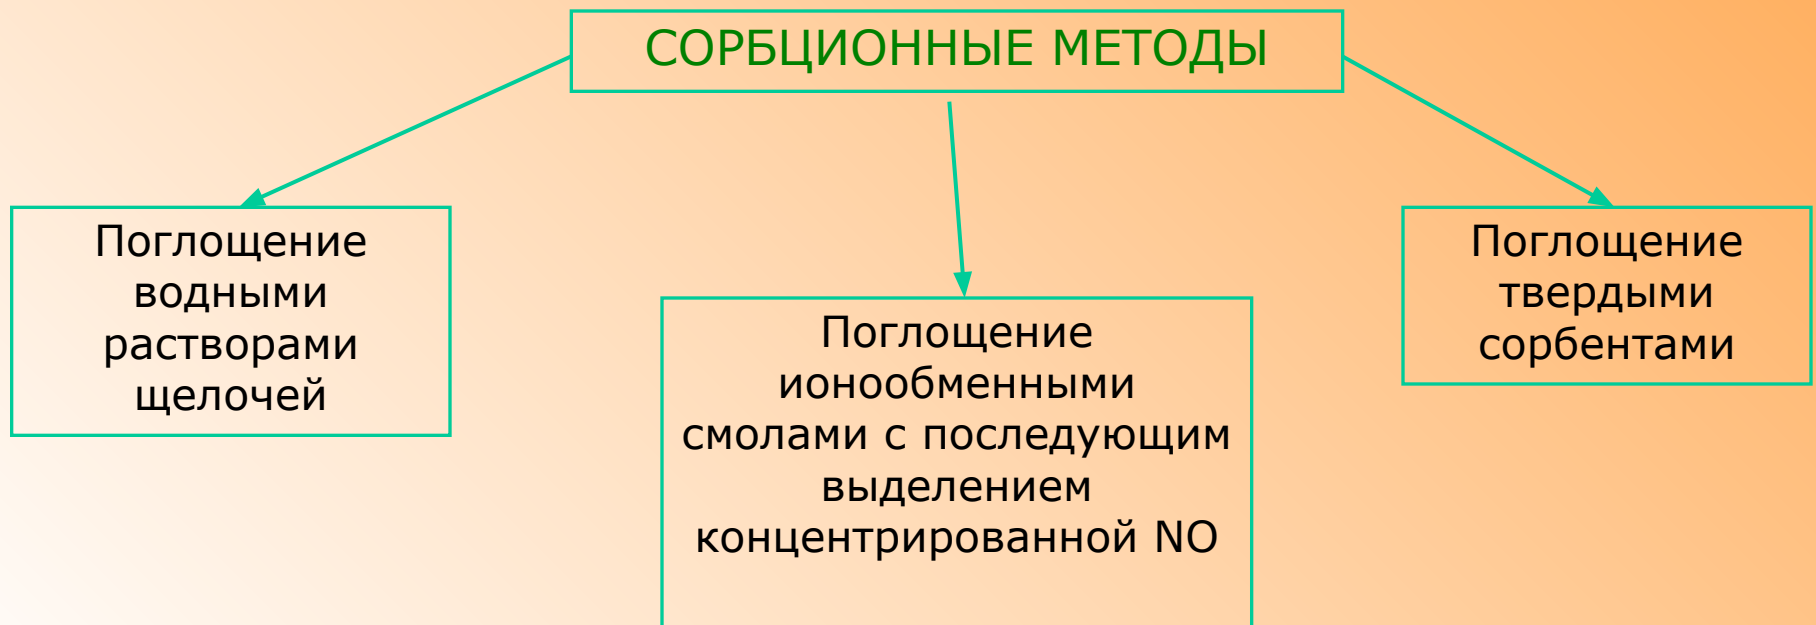 СОРБЦИОННЫЕ МЕТОДЫ
Поглощение
водными
растворами
щелочей
Поглощение
ионообменными
смолами с последующим
выделением
концентрированной NO
Поглощение
твердыми
сорбентами